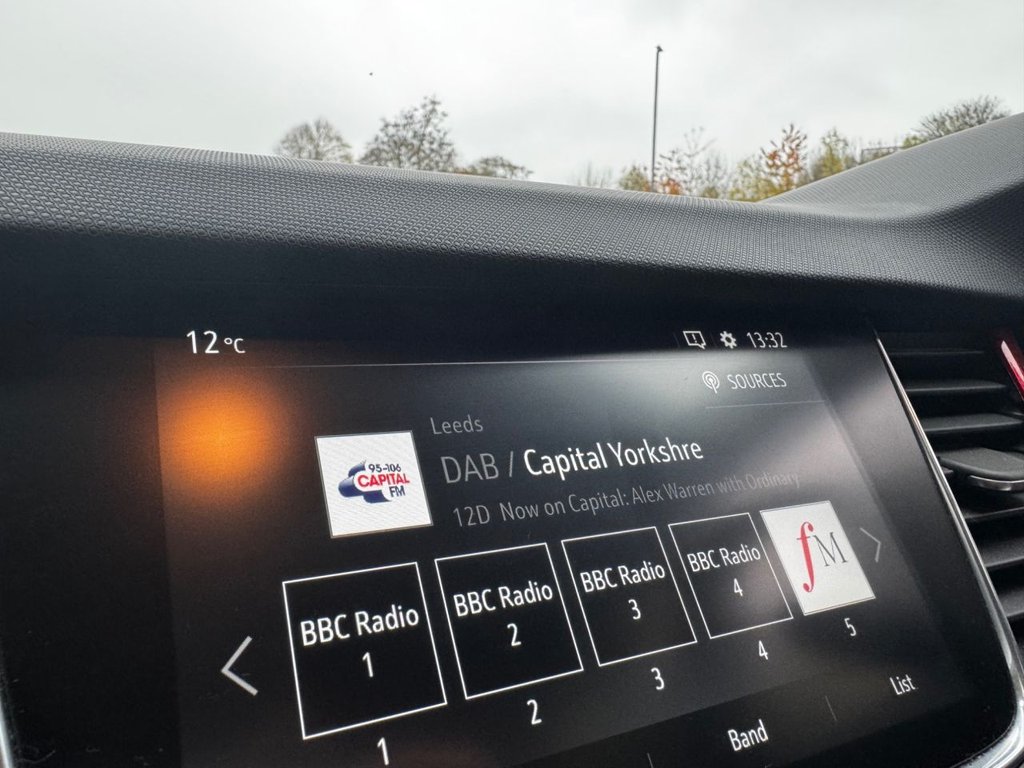 12 °C
13:32
SOURCES
Leeds
DAB / Capital Yorkshre
95-106
CAPITAL
FM
12D Now on Capital: Alex Warren with Ordinary
BBC Radio
1
BBC Radio
2
BBC Radio
3
BBC Radio
4
fM
1
2
3
4
5
Band
List